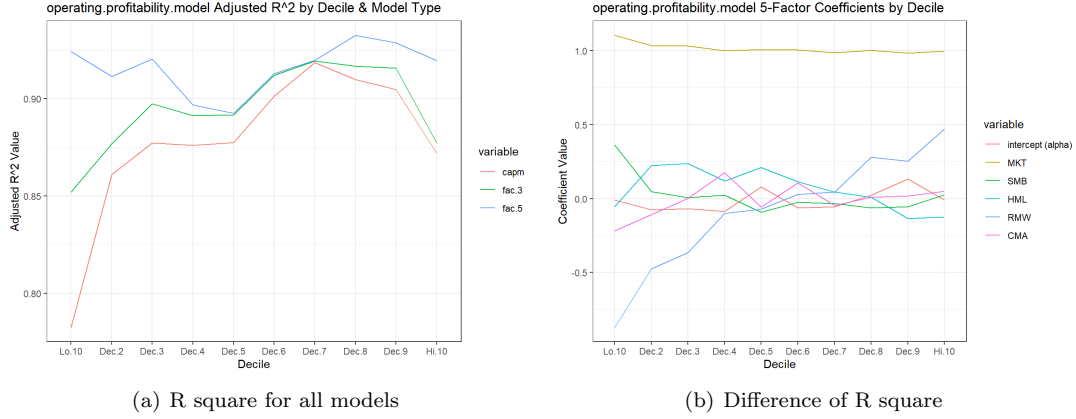 operating.profitability.model Adjusted R^2 by Decile & Model Type
Adjusted R^2 Value
0.90
0.85
0.80
Lo.10 Dec.2 Dec.3 Dec.4 Dec.5 Dec.6 Dec.7 Dec.8 Dec.9 Hi.10
Decile
variable
capm
fac.3
fac.5
(a) R square for all models
operating.profitability.model 5-Factor Coefficients by Decile
Coefficient Value
1.0
0.5
0.0
-0.5
Lo.10 Dec.2 Dec.3 Dec.4 Dec.5 Dec.6 Dec.7 Dec.8 Dec.9 Hi.10
Decile
variable
intercept (alpha)
MKT
SMB
HML
RMW
CMA
(b) Difference of R square